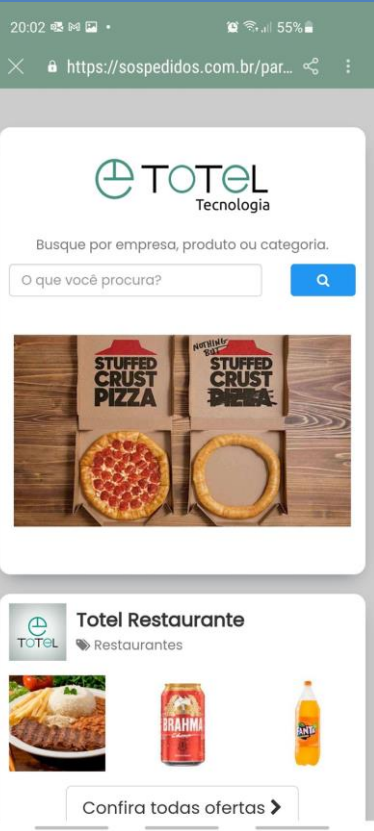 20:02
55%
https://sospedidos.com.br/par...
TOTEL
Tecnologia
Busque por empresa, produto ou categoria.
O que você procura?
STUFFED
CRUST
PIZZA
NOTHING
BUT
STUFFED
CRUST
PIZZA
TOTEL
Totel Restaurante
Restaurantes
BRAHMA
Chopp
FANTA
Confira todas ofertas